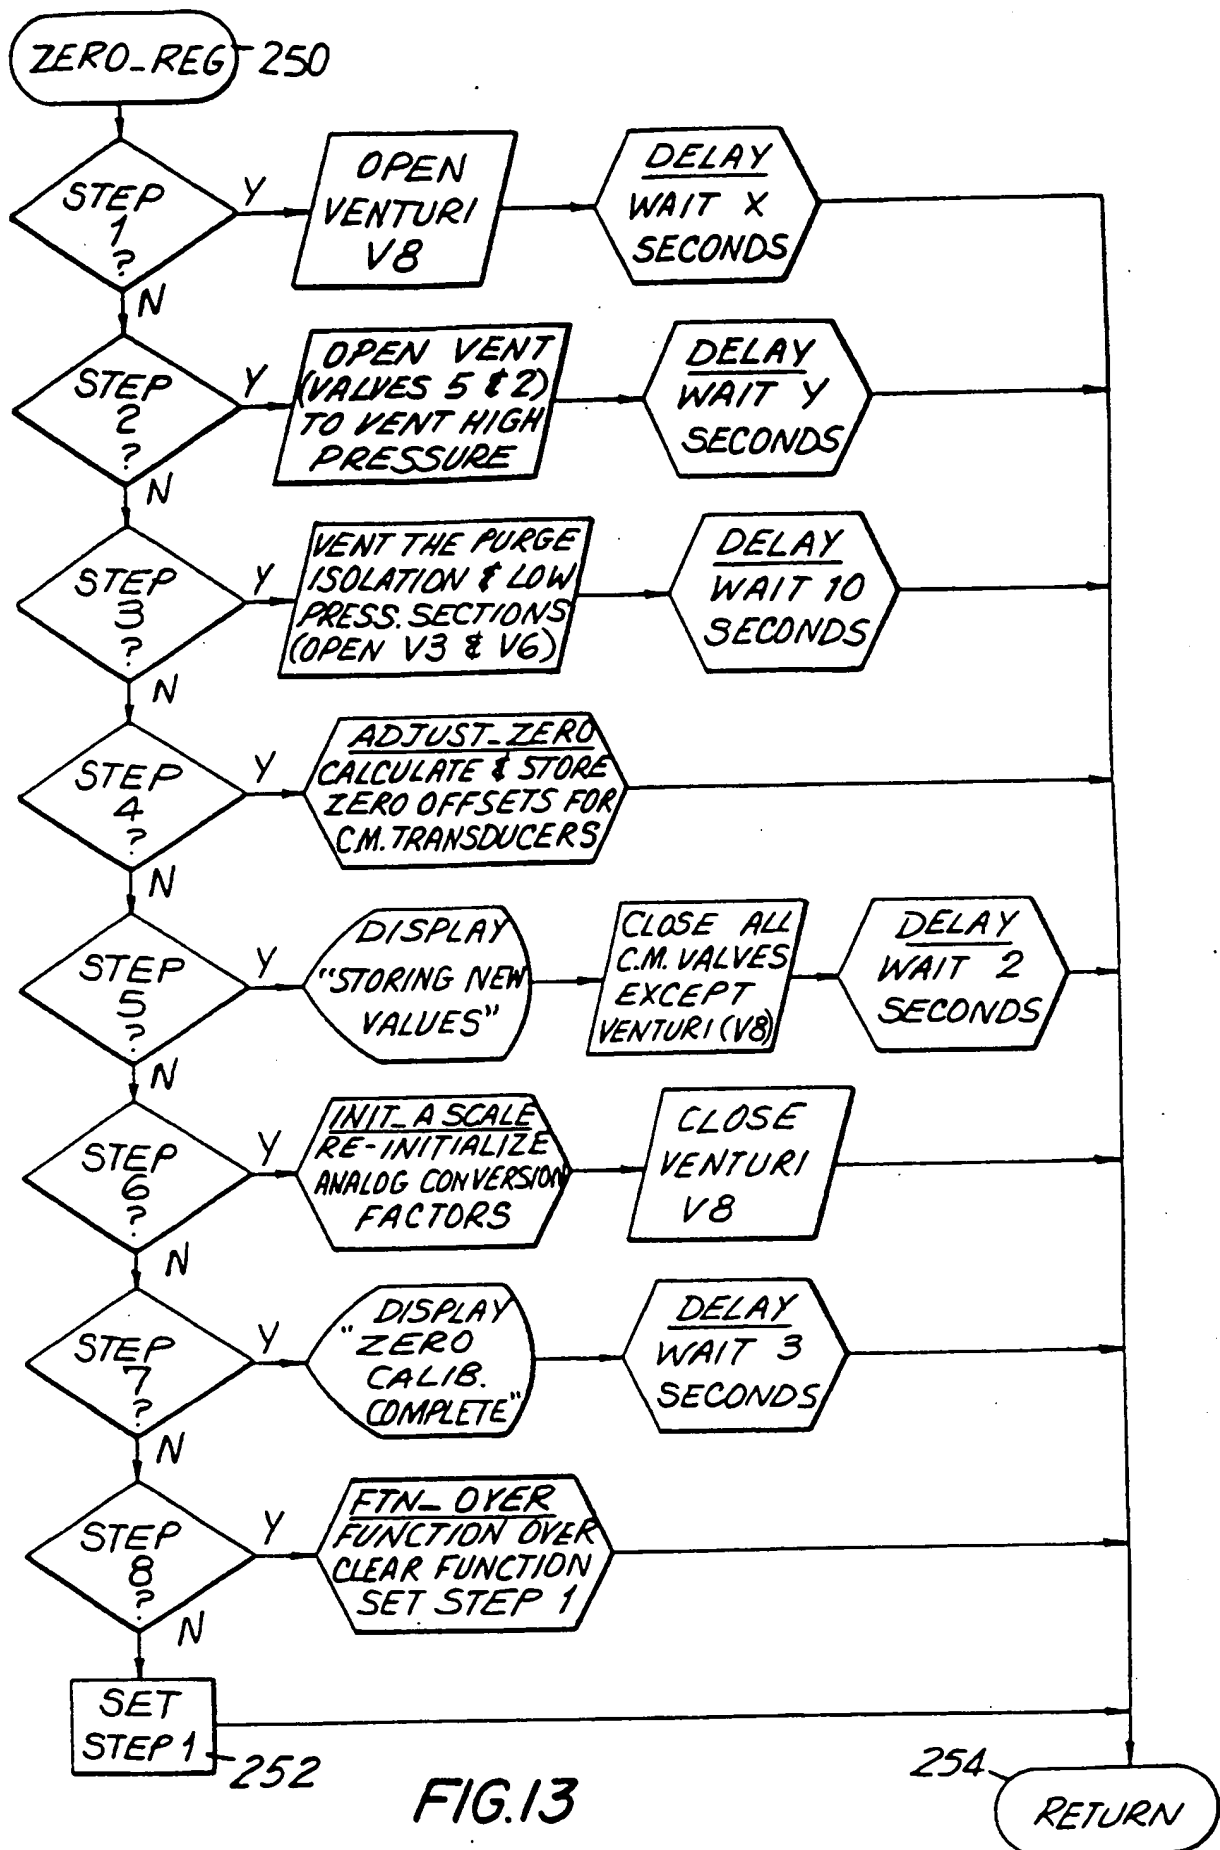 ZERO_REG 250
STEP
1
?
Y
N
OPEN
VENTURI
V8
DELAY
WAIT X
SECONDS
STEP
2
?
Y
N
OPEN VENT
(VALVES 5 & 2)
TO VENT HIGH
PRESSURE
DELAY
WAIT Y
SECONDS
STEP
3
?
Y
N
VENT THE PURGE
ISOLATION & LOW
PRESS. SECTIONS
(OPEN V3 & V6)
DELAY
WAIT 10
SECONDS
STEP
4
?
Y
N
ADJUST_ZERO
CALCULATE & STORE
ZERO OFFSETS FOR
C.M. TRANSDUCERS
STEP
5
?
Y
N
DISPLAY
"STORING NEW
VALUES"
CLOSE ALL
C.M. VALVES
EXCEPT
VENTURI (V8)
DELAY
WAIT 2
SECONDS
STEP
6
?
Y
N
INIT_A SCALE
RE-INITIALIZE
ANALOG CONVERSION
FACTORS
CLOSE
VENTURI
V8
STEP
7
?
Y
N
DISPLAY
"ZERO
CALIB.
COMPLETE"
DELAY
WAIT 3
SECONDS
STEP
8
?
Y
N
FTN_OVER
FUNCTION OVER
CLEAR FUNCTION
SET STEP 1
SET
STEP 1
252
254
RETURN
FIG.13